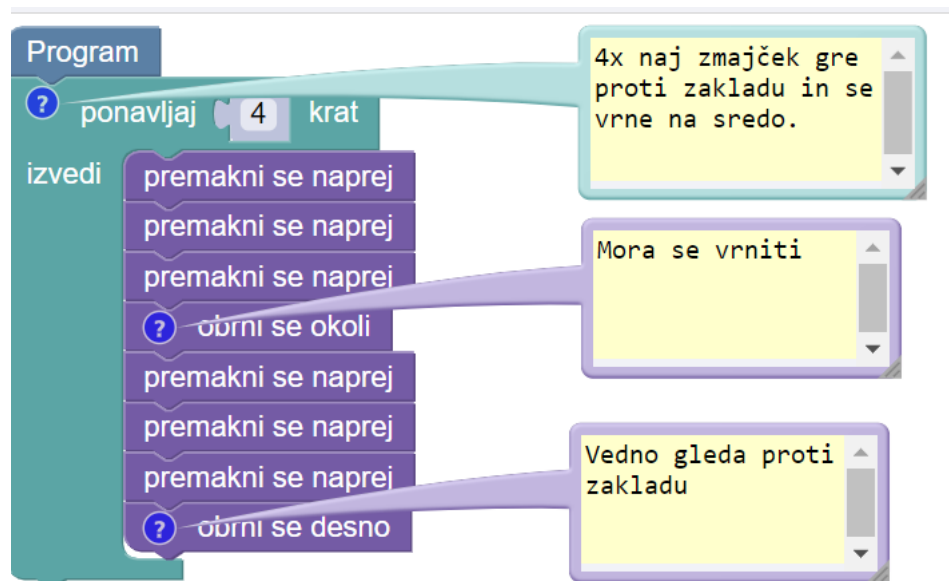 Program
? ponavljaj 4 krat
izvedi premakni se naprej
premakni se naprej
premakni se naprej
? obrni se okoli
premakni se naprej
premakni se naprej
premakni se naprej
? obrni se desno
4x naj zmajček gre
proti zakladu in se
vrne na sredo.
Mora se vrniti
Vedno gleda proti
zakladu